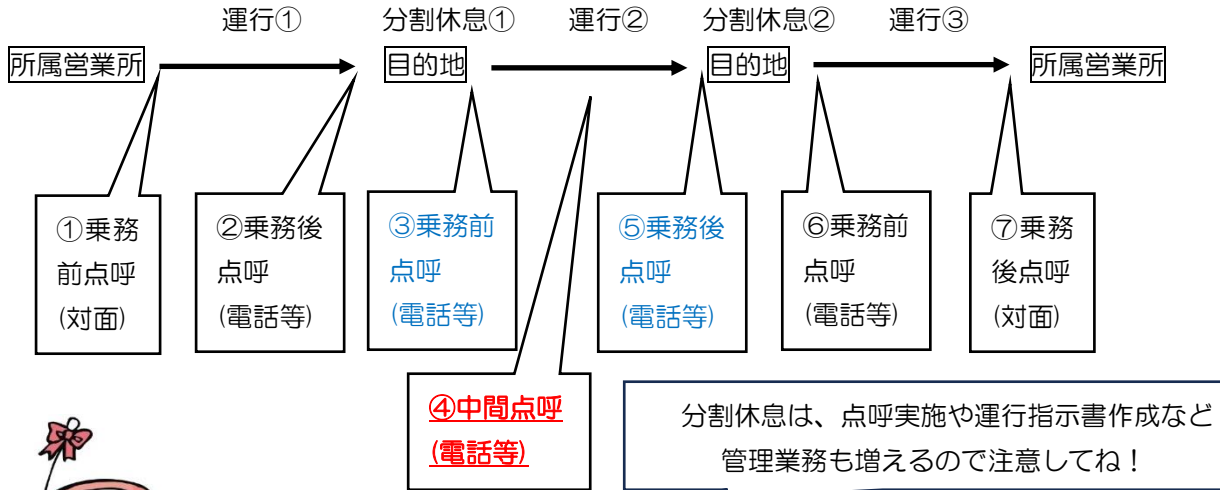 運行① 分割休息① 運行② 分割休息② 運行③
所属営業所 目的地 目的地 所属営業所
①乗務
前点呼
(対面)
②乗務後
点呼
(電話等)
③乗務前
点呼
(電話等)
⑤乗務後
点呼
(電話等)
⑥乗務前
点呼
(電話等)
⑦乗務
後点呼
(対面)
④中間点呼
(電話等)
分割休息は、点呼実施や運行指示書作成など
管理業務も増えるので注意してね！